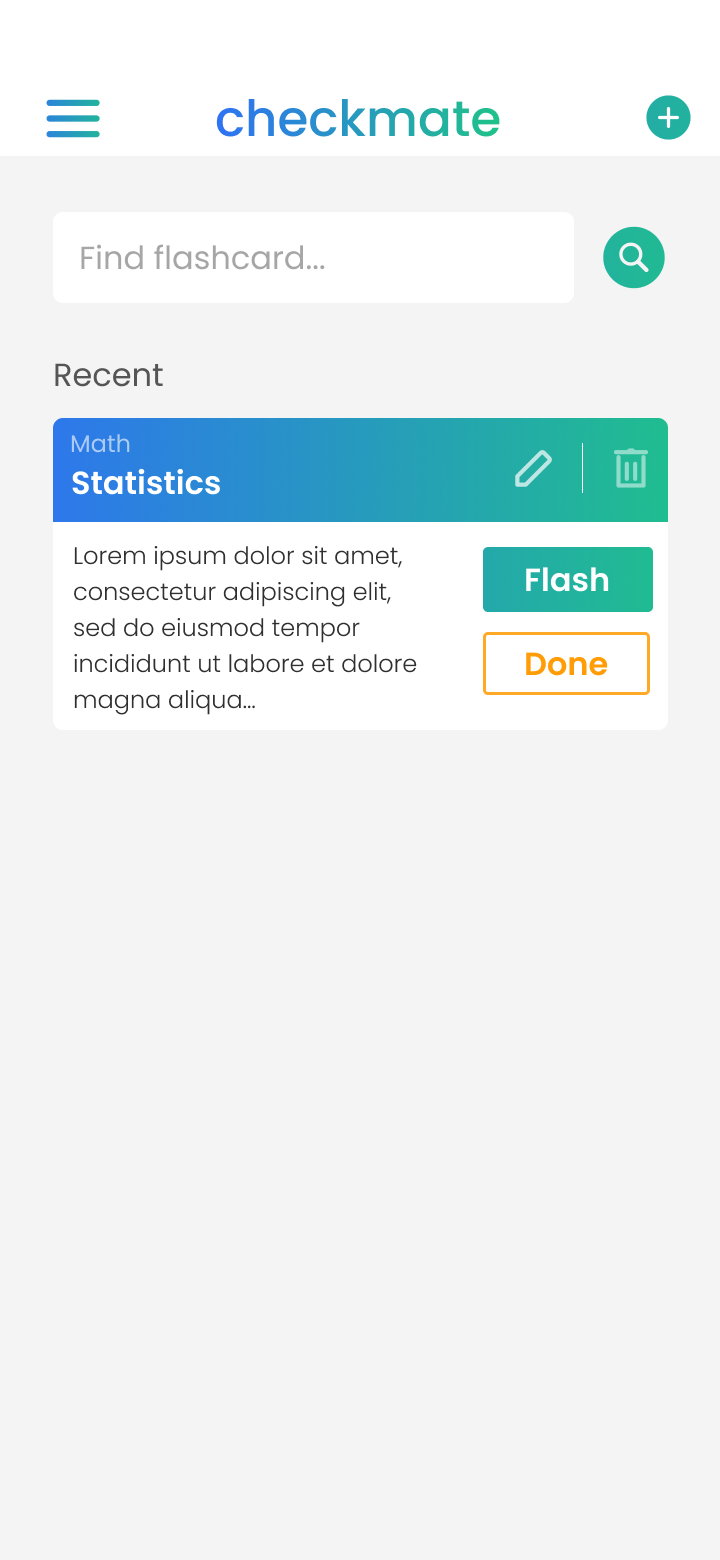 checkmate
Find flashcard...
Recent
Math
Statistics
Lorem ipsum dolor sit amet,
consectetur adipiscing elit,
sed do eiusmod tempor
incididunt ut labore et dolore
magna aliqua...
Flash
Done